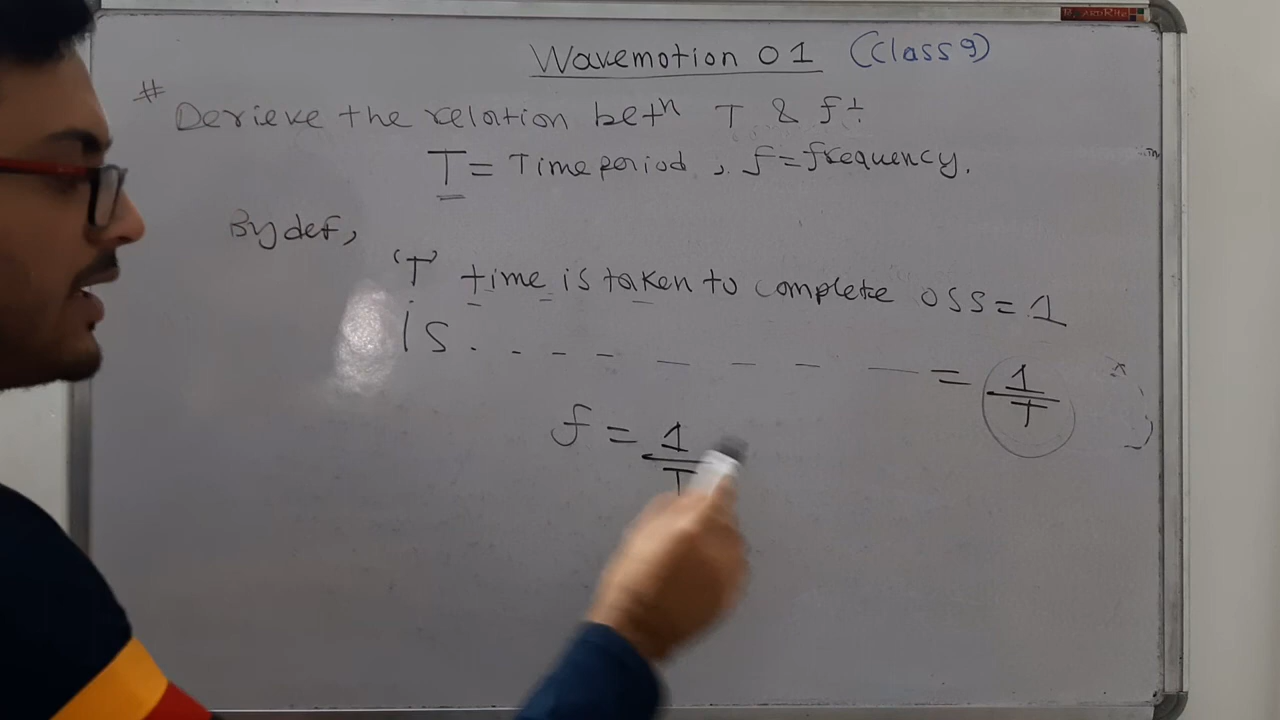 Wavemotion 01 (Class 9)
# Derieve the relation betn T & f÷
T = Time period, f = frequency.
By def,
'T' time is taken to complete oss = 1
1s. - - - - - - - = 1/T
f = 1/T